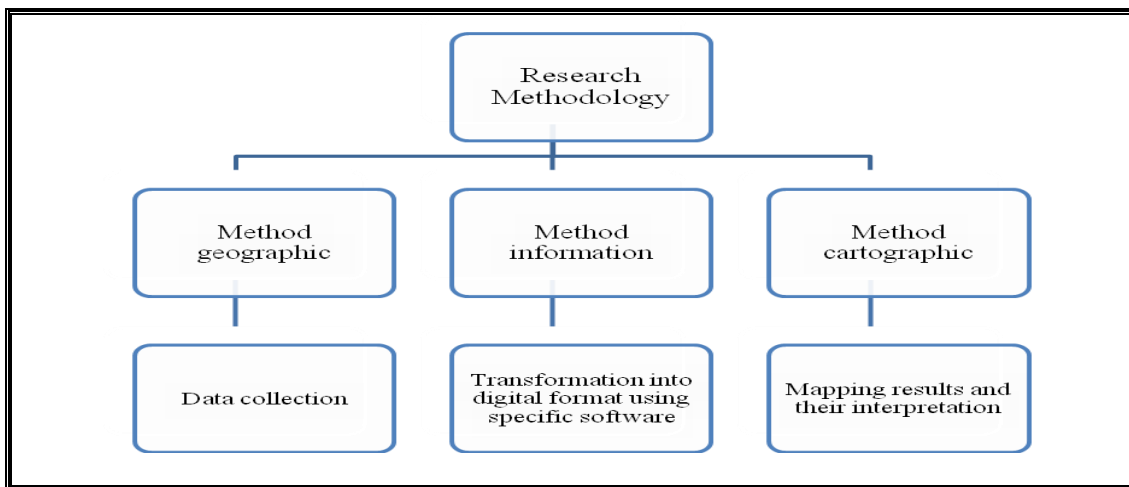 Research
Methodology
Method
geographic
Method
information
Method
cartographic
Data collection
Transformation into
digital format using
specific software
Mapping results and
their interpretation